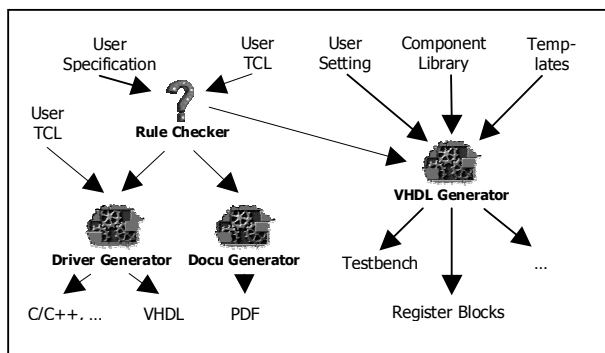 User
Specification
User
TCL
User
Setting
Component
Library
Temp-
lates
User
TCL
Rule Checker
VHDL Generator
Driver Generator
Docu Generator
Testbench
...
C/C++, ...
VHDL
PDF
Register Blocks